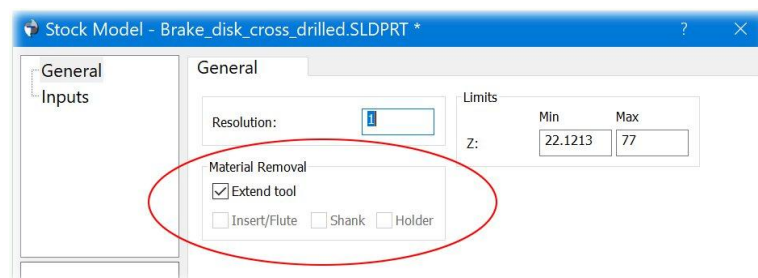 Stock Model - Brake_disk_cross_drilled.SLDPRT * ? ×
General
Inputs
General
Resolution: 1
Material Removal
Extend tool
Insert/Flute Shank Holder
Limits
Min Max
Z: 22.1213 77